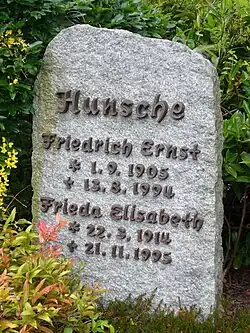 Hunsche
Friedrich Ernst
* 1. 9. 1905
+ 13. 8. 1994
Frieda Elisabeth
* 22. 3. 1914
+ 21. 11. 1995